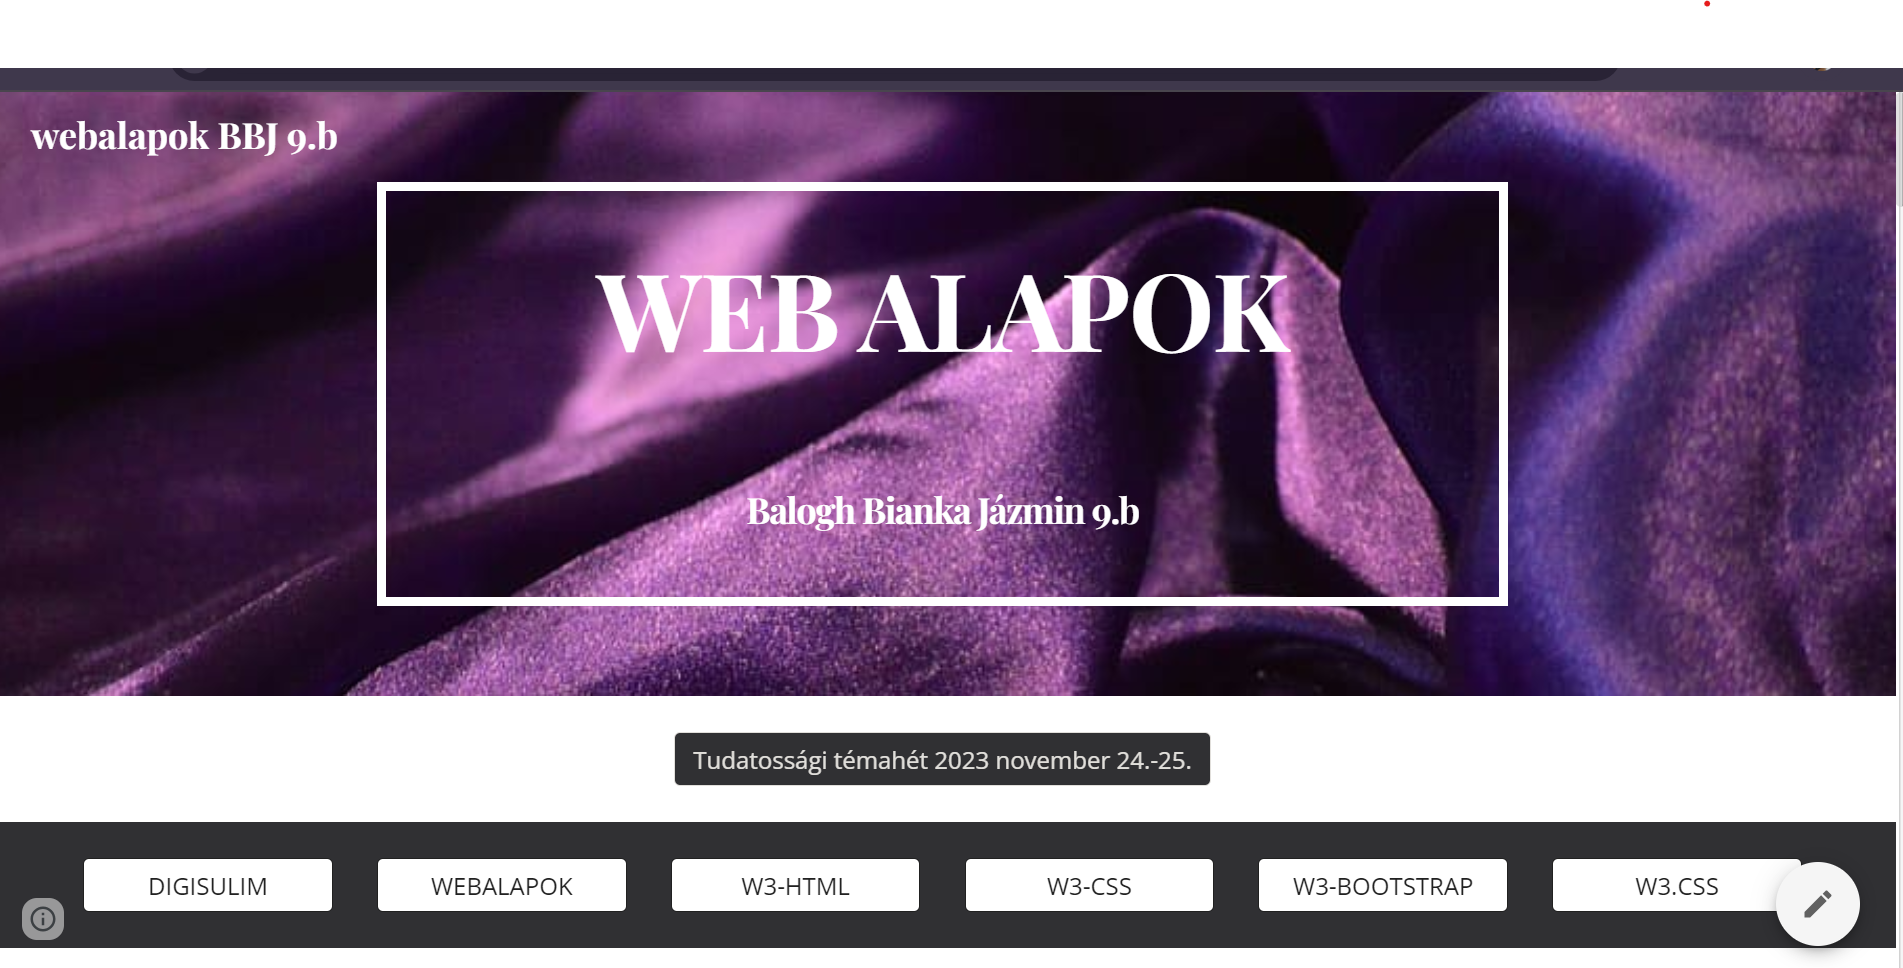 webalapok BBJ 9.b
WEB ALAPOK
Balogh Bianka Jázmin 9.b
Tudatossági témahét 2023 november 24.-25.
DIGISULIM
WEBALAPOK
W3-HTML
W3-CSS
W3-BOOTSTRAP
W3.CSS